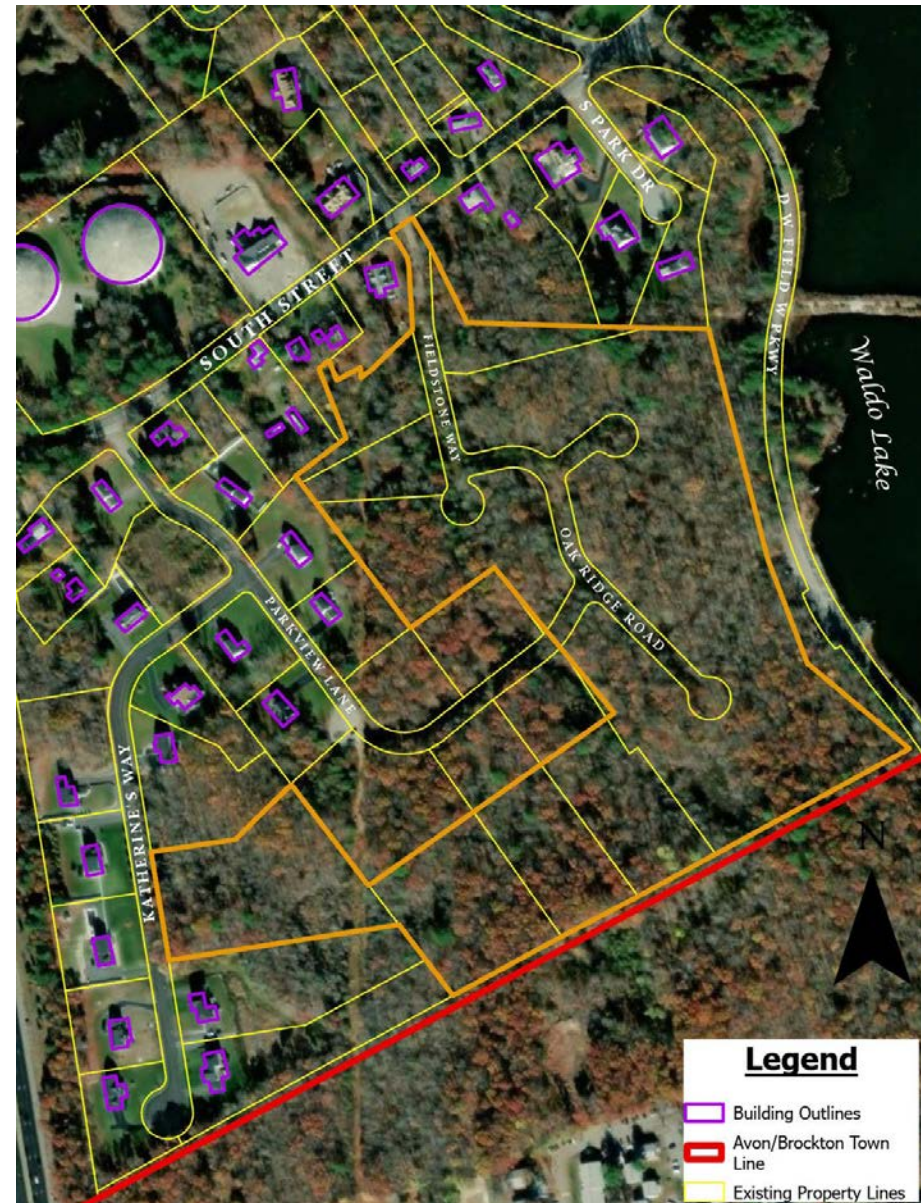 S PARK DR
D W FIELD W PKWY
SOUTH STREET
Waldo Lake
FIELDSTONE WAY
OAK RIDGE ROAD
PARKVIEW LANE
KATHERINE'S WAY
N
Legend
Building Outlines
Avon/Brockton Town
Line
Existing Property Lines